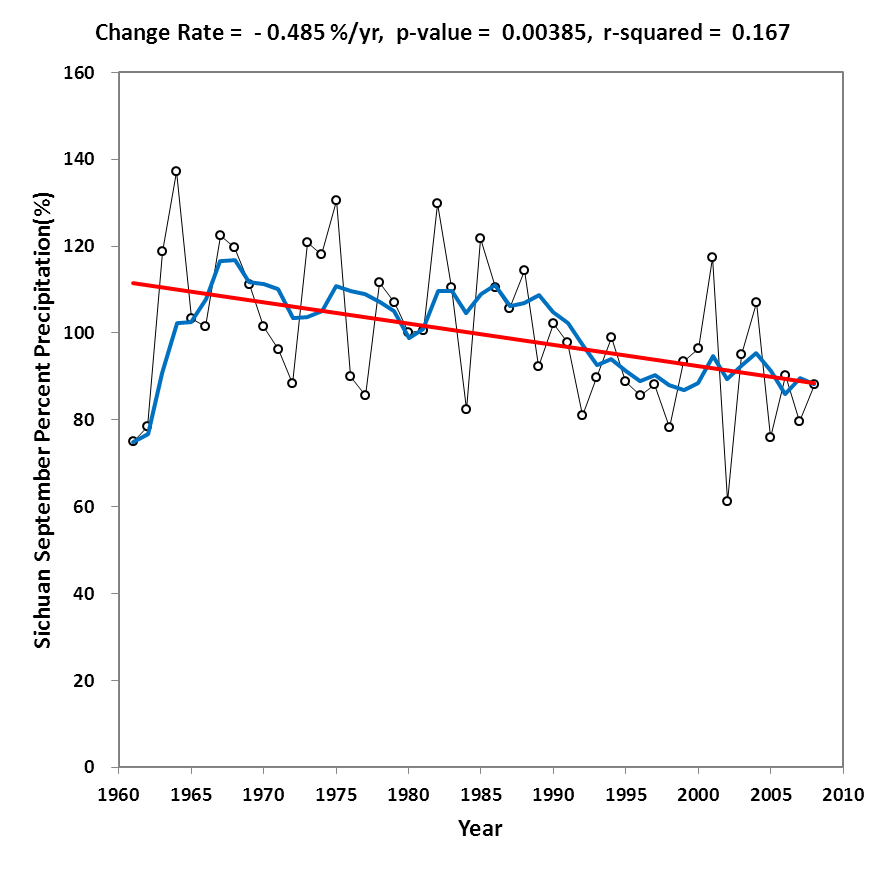 Change Rate = - 0.485 %/yr, p-value = 0.00385, r-squared = 0.167
Sichuan September Percent Precipitation(%)
160
140
120
100
80
60
40
20
0
1960 1965 1970 1975 1980 1985 1990 1995 2000 2005 2010
Year